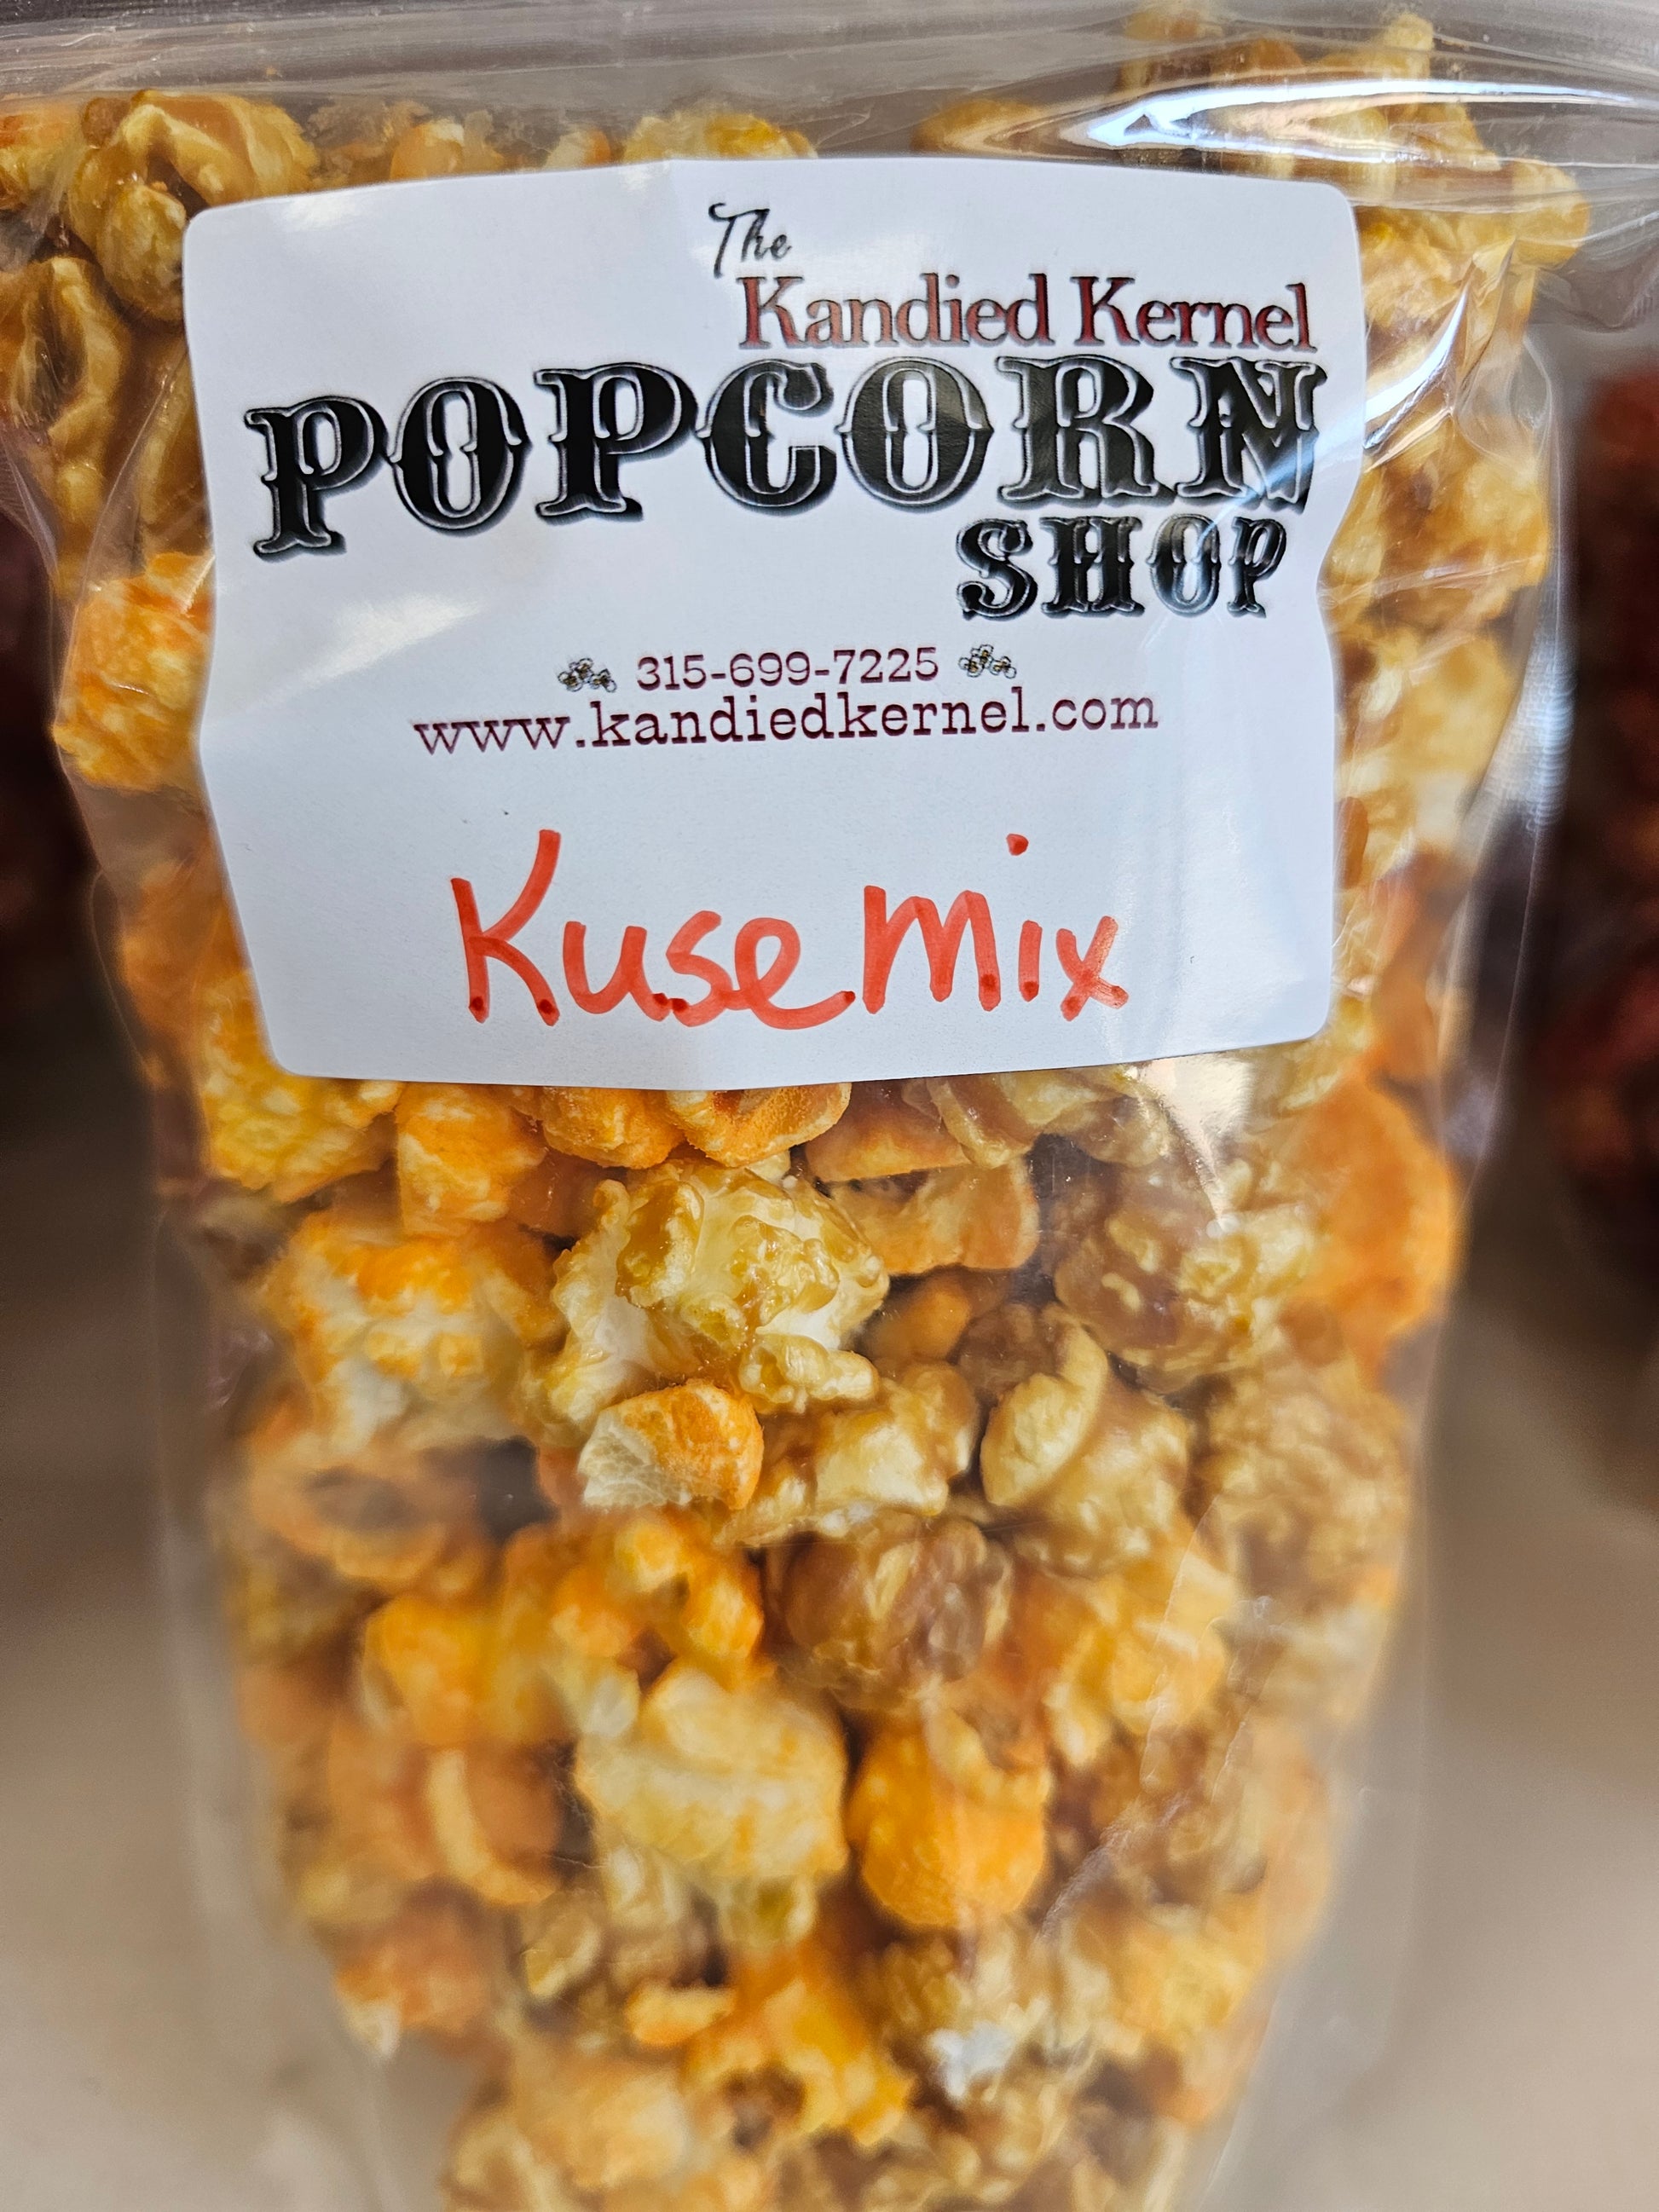 The
Kandied Kernel
POPCORN
SHOP
315-699-7225
www.kandiedkernel.com
Kuse Mix